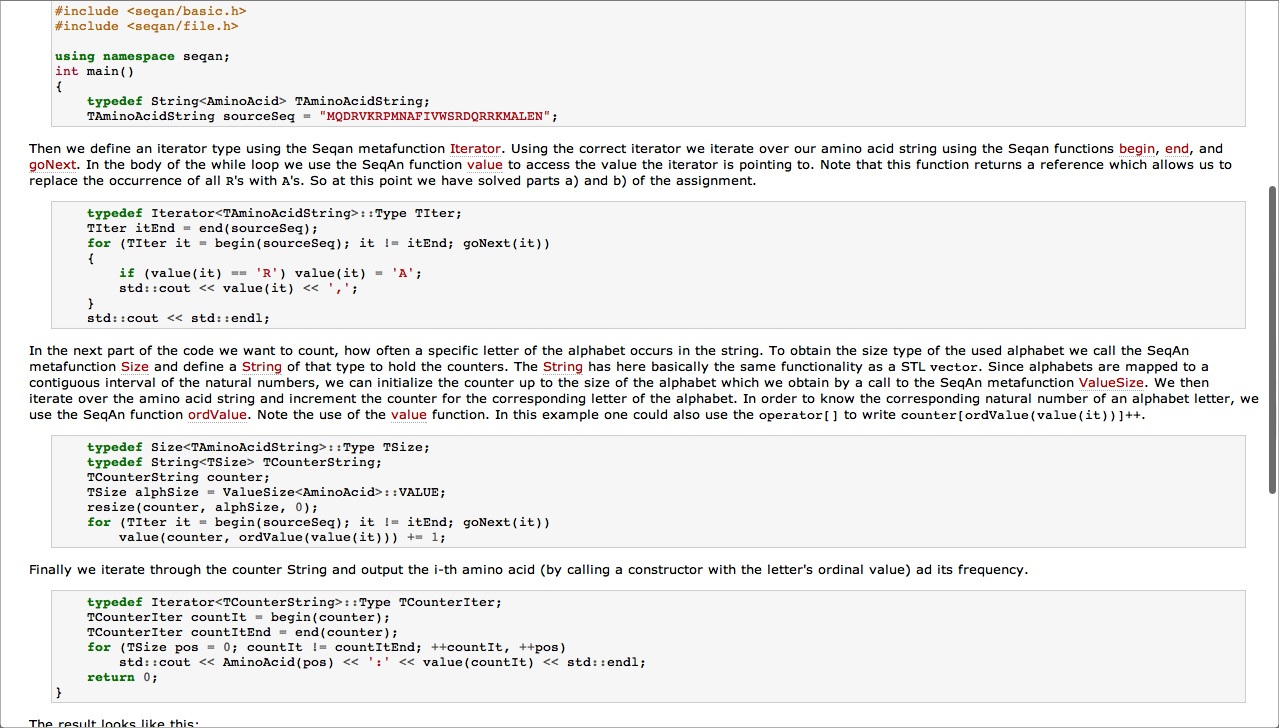 #include <seqan/basic.h>
#include <seqan/file.h>
using namespace seqan;
int main()
{
typedef String<AminoAcid> TAminoAcidString;
TAminoAcidString sourceSeq = "MQDRVKRPMNAFIVWSRDQRRKMALEN";
Then we define an iterator type using the Seqan metafunction Iterator. Using the correct iterator we iterate over our amino acid string using the Seqan functions begin, end, and
goNext. In the body of the while loop we use the SeqAn function value to access the value the iterator is pointing to. Note that this function returns a reference which allows us to
replace the occurrence of all R's with A's. So at this point we have solved parts a) and b) of the assignment.
typedef Iterator<TAminoAcidString>::Type TIter;
TIter itEnd = end(sourceSeq);
for (TIter it = begin(sourceSeq); it != itEnd; goNext(it))
{
if (value(it) == 'R') value(it) = 'A';
std::cout << value(it) << ',';
}
std::cout << std::endl;
In the next part of the code we want to count, how often a specific letter of the alphabet occurs in the string. To obtain the size type of the used alphabet we call the SeqAn
metafunction Size and define a String of that type to hold the counters. The String has here basically the same functionality as a STL vector. Since alphabets are mapped to a
contiguous interval of the natural numbers, we can initialize the counter up to the size of the alphabet which we obtain by a call to the SeqAn metafunction ValueSize. We then
iterate over the amino acid string and increment the counter for the corresponding letter of the alphabet. In order to know the corresponding natural number of an alphabet letter, we
use the SeqAn function ordValue. Note the use of the value function. In this example one could also use the operator[] to write counter[ordValue(value(it))]++.
typedef Size<TAminoAcidString>::Type TSize;
typedef String<TSize> TCounterString;
TCounterString counter;
TSize alphSize = ValueSize<AminoAcid>::VALUE;
resize(counter, alphSize, 0);
for (TIter it = begin(sourceSeq); it != itEnd; goNext(it))
value(counter, ordValue(value(it))) += 1;
Finally we iterate through the counter String and output the i-th amino acid (by calling a constructor with the letter's ordinal value) ad its frequency.
typedef Iterator<TCounterString>::Type TCounterIter;
TCounterIter countIt = begin(counter);
TCounterIter countItEnd = end(counter);
for (TSize pos = 0; countIt != countItEnd; ++countIt, ++pos)
std::cout << AminoAcid(pos) << ':' << value(countIt) << std::endl;
return 0;
}
The result looks like this: